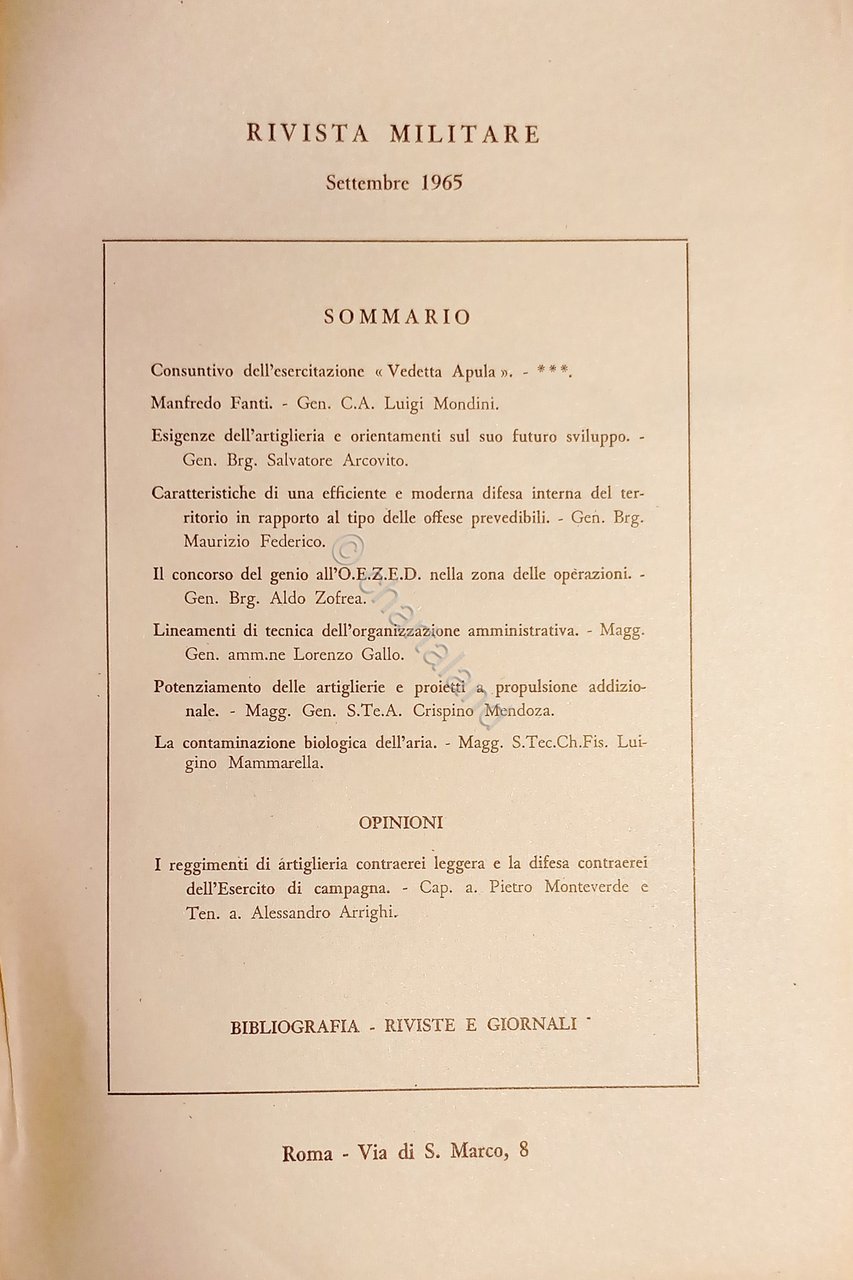 RIVISTA MILITARE
Settembre 1965
SOMMARIO
Consuntivo dell'esercitazione « Vedetta Apula ». - ***.
Manfredo Fanti. - Gen. C.A. Luigi Mondini.
Esigenze dell'artiglieria e orientamenti sul suo futuro sviluppo. -
Gen. Brg. Salvatore Arcovito.
Caratteristiche di una efficiente e moderna difesa interna del ter-
ritorio in rapporto al tipo delle offese prevedibili. - Gen. Brg.
Maurizio Federico.
Il concorso del genio all'O.E.Z.E.D. nella zona delle operazioni. -
Gen. Brg. Aldo Zofrea.
Lineamenti di tecnica dell'organizzazione amministrativa. - Magg.
Gen. amm.ne Lorenzo Gallo.
Potenziamento delle artiglierie e proietti a propulsione addizio-
nale. - Magg. Gen. S.Te.A. Crispino Mendoza.
La contaminazione biologica dell'aria. - Magg. S.Tec.Ch.Fis. Lui-
gino Mammarella.
OPINIONI
I reggimenti di artiglieria contraerei leggera e la difesa contraerei
dell'Esercito di campagna. - Cap. a. Pietro Monteverde e
Ten. a. Alessandro Arrighi.
BIBLIOGRAFIA - RIVISTE E GIORNALI
Roma - Via di S. Marco, 8
© chartaland